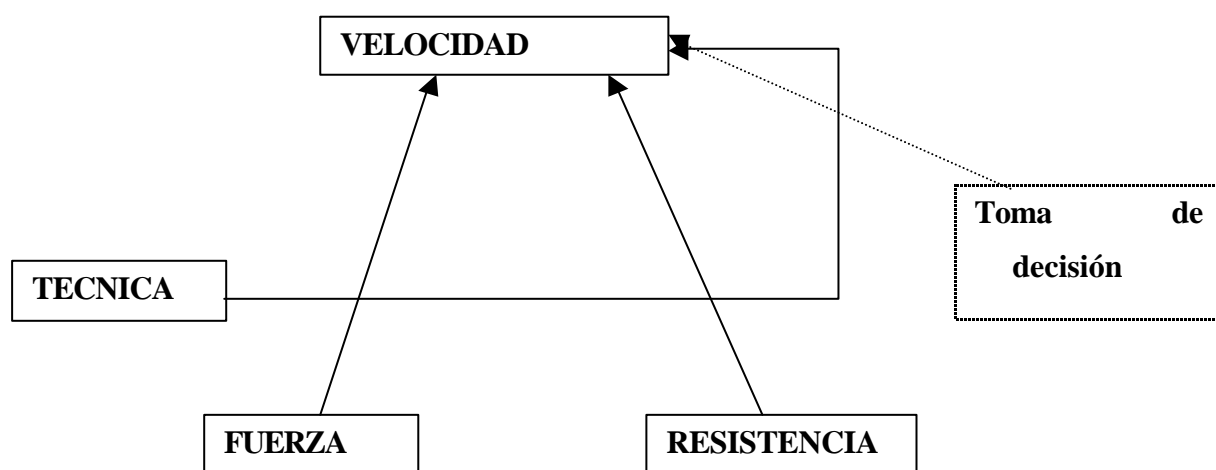 VELOCIDAD
Toma de
decisión
TECNICA
FUERZA
RESISTENCIA